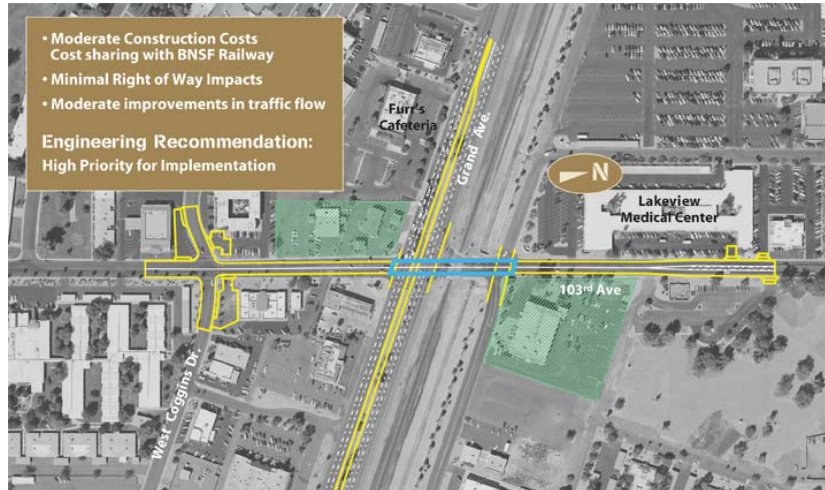 • Moderate Construction Costs
Cost sharing with BNSF Railway
• Minimal Right of Way Impacts
• Moderate improvements in traffic flow
Engineering Recommendation:
High Priority for Implementation
Furr's
Cafeteria
Grand Ave.
N
Lakeview
Medical Center
103rd Ave
West Coggins Dr.